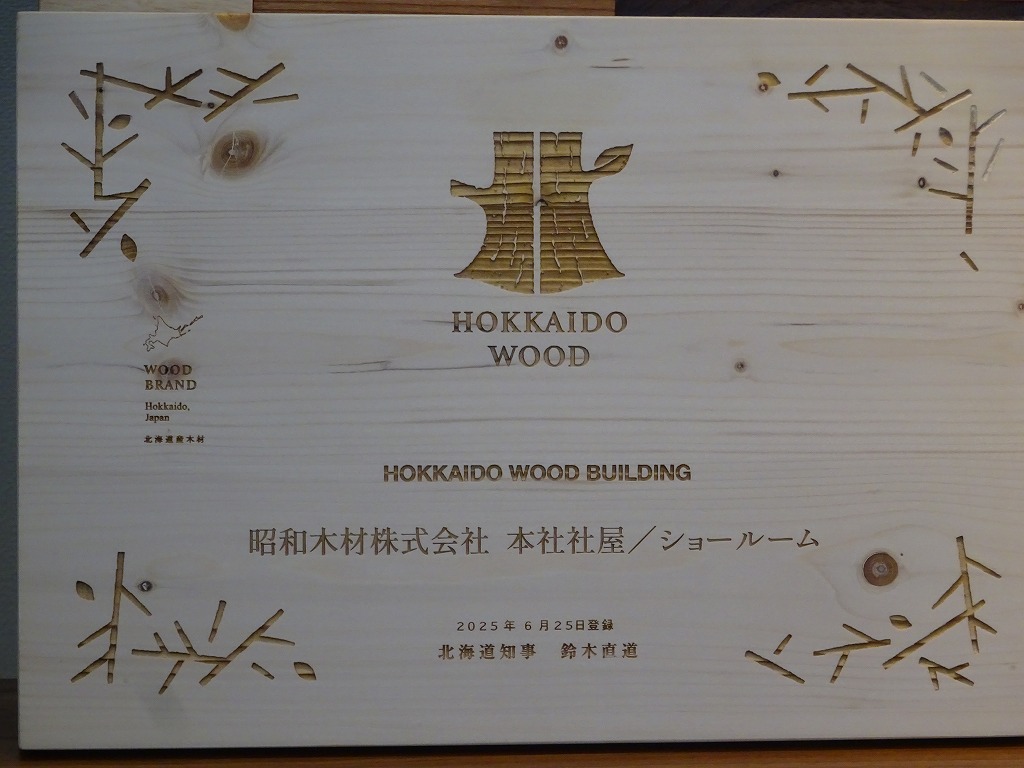 HOKKAIDO
WOOD
WOOD
BRAND
Hokkaido,
Japan
北海道産木材
HOKKAIDO WOOD BUILDING
昭和木材株式会社 本社社屋／ショールーム
2025年 6月25日登録
北海道知事 鈴木直道